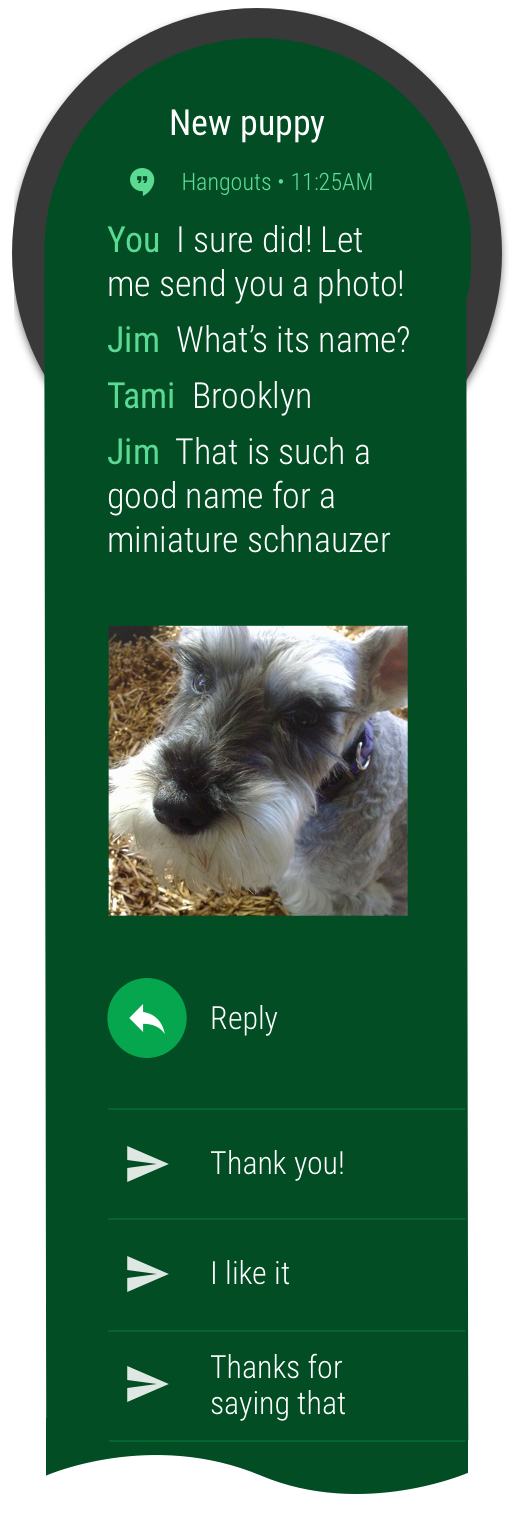 New puppy
Hangouts • 11:25AM
You I sure did! Let
me send you a photo!
Jim What’s its name?
Tami Brooklyn
Jim That is such a
good name for a
miniature schnauzer
Reply
Thank you!
I like it
Thanks for
saying that